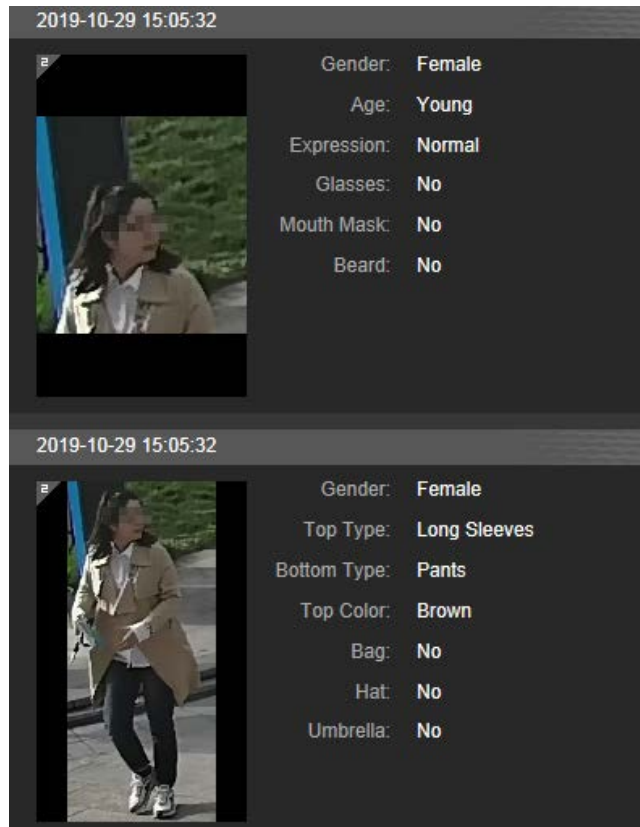 2019-10-29 15:05:32
2
Gender: Female
Age: Young
Expression: Normal
Glasses: No
Mouth Mask: No
Beard: No
2019-10-29 15:05:32
2
Gender: Female
Top Type: Long Sleeves
Bottom Type: Pants
Top Color: Brown
Bag: No
Hat: No
Umbrella: No